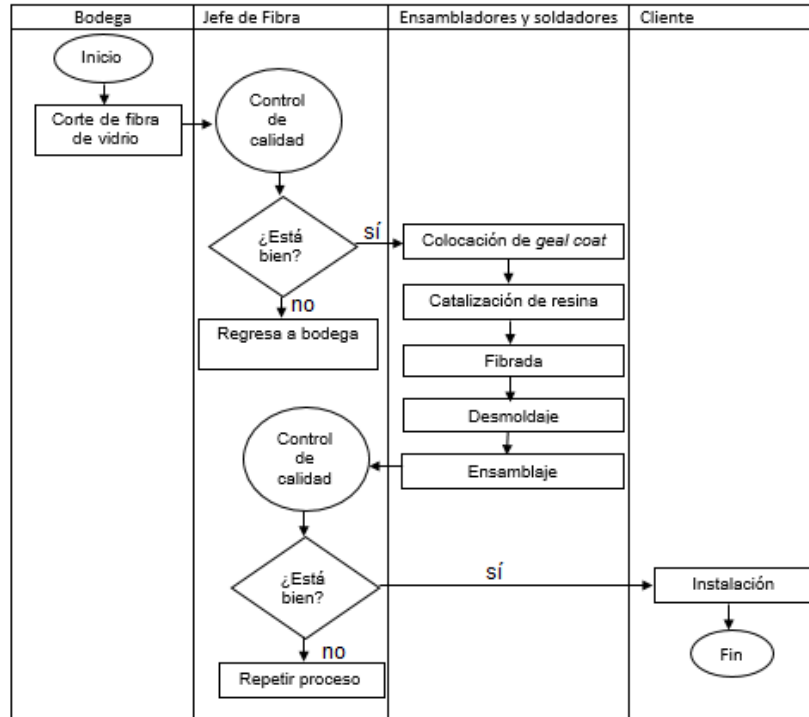 Bodega
Jefe de Fibra
Ensambladores y soldadores
Cliente
Inicio
Corte de fibra
de vidrio
Control
de
calidad
¿Está
bien?
sí
no
Regresa a bodega
Colocación de geal coat
Catalización de resina
Fibrada
Desmoldaje
Ensamblaje
Control
de
calidad
¿Está
bien?
sí
no
Repetir proceso
Instalación
Fin